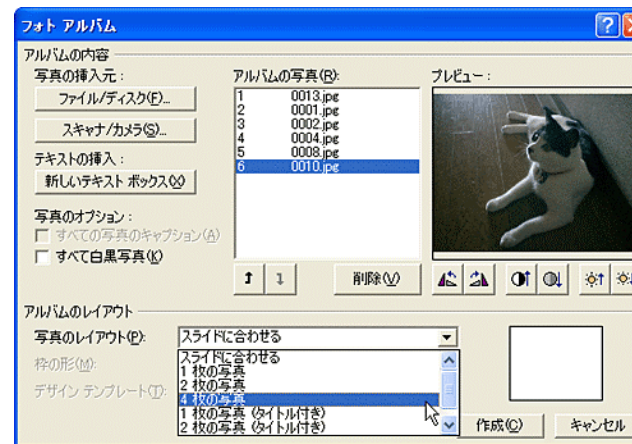 フォト アルバム
アルバムの内容
写真の挿入元：
ファイル/ディスク(F)...
スキャナ/カメラ(S)...
テキストの挿入：
新しいテキスト ボックス(X)
写真のオプション：
すべての写真のキャプション(A)
すべて白黒写真(K)
アルバムの写真(R):
1 0013.jpg
2 0001.jpg
3 0002.jpg
4 0004.jpg
5 0008.jpg
6 0010.jpg
削除(V)
プレビュー：
アルバムのレイアウト
写真のレイアウト(P):
スライドに合わせる
枠の形(M):
デザイン テンプレート(T):
スライドに合わせる
1 枚の写真
2 枚の写真
4 枚の写真
1 枚の写真 (タイトル付き)
2 枚の写真 (タイトル付き)
作成(C)
キャンセル